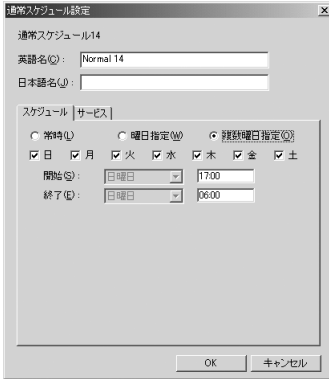 通常スケジュール設定
通常スケジュール14
英語名(C): Normal 14
日本語名(J):
スケジュール サービス
常時(L) 曜日指定(W) 複数曜日指定(O)
日 月 火 水 木 金 土
開始(S): 日曜日 17:00
終了(E): 日曜日 06:00
OK キャンセル